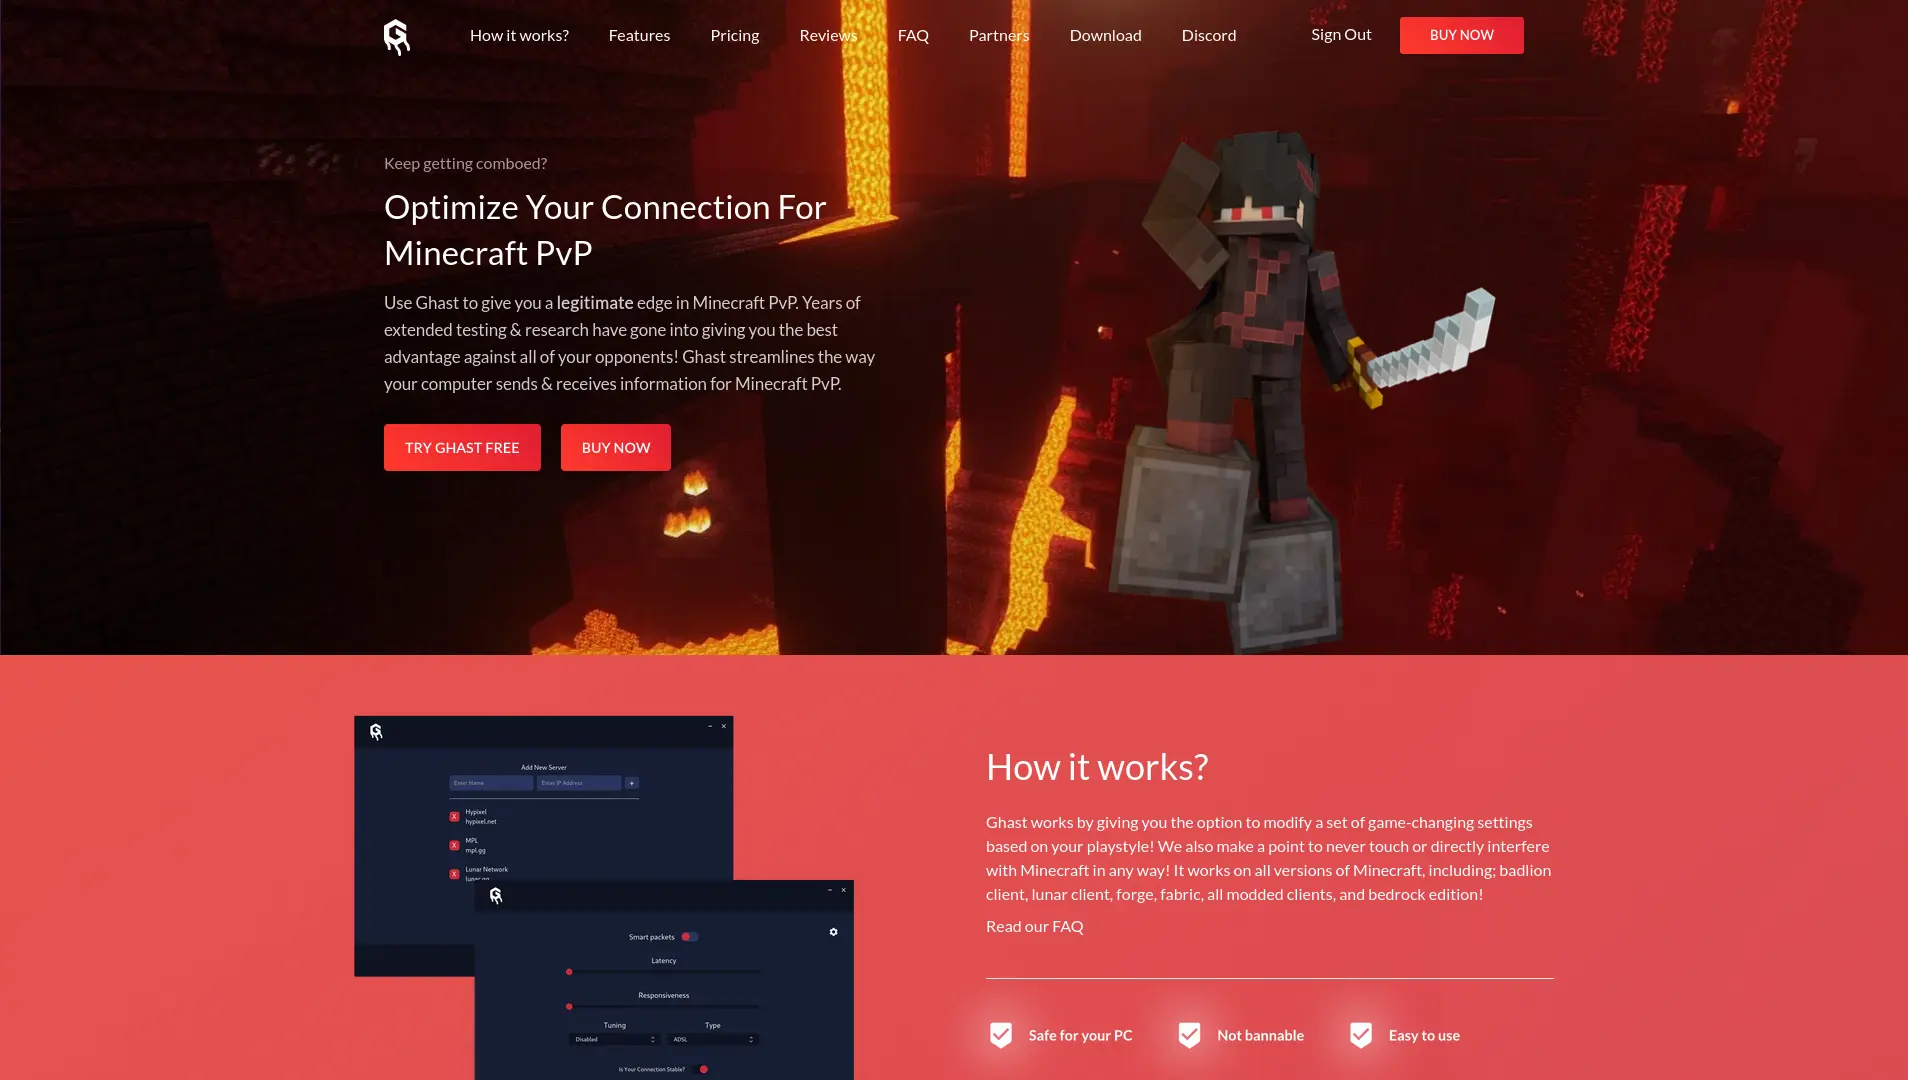 How it works? Features Pricing Reviews FAQ Partners Download Discord Sign Out BUY NOW
Keep getting comboed?
Optimize Your Connection For
Minecraft PvP
Use Ghast to give you a legitimate edge in Minecraft PvP. Years of
extended testing & research have gone into giving you the best
advantage against all of your opponents! Ghast streamlines the way
your computer sends & receives information for Minecraft PvP.
TRY GHAST FREE BUY NOW
Add New Server
Enter Name Enter IP Address +
X Hypixel
hypixel.net
X MPL
mpl.gg
X Lunar Network
lunar.gg
Smart packets
Latency
Responsiveness
Tuning Type
Disabled ADSL
Is Your Connection Stable?
How it works?
Ghast works by giving you the option to modify a set of game-changing settings
based on your playstyle! We also make a point to never touch or directly interfere
with Minecraft in any way! It works on all versions of Minecraft, including; badlion
client, lunar client, forge, fabric, all modded clients, and bedrock edition!
Read our FAQ
Safe for your PC Not bannable Easy to use